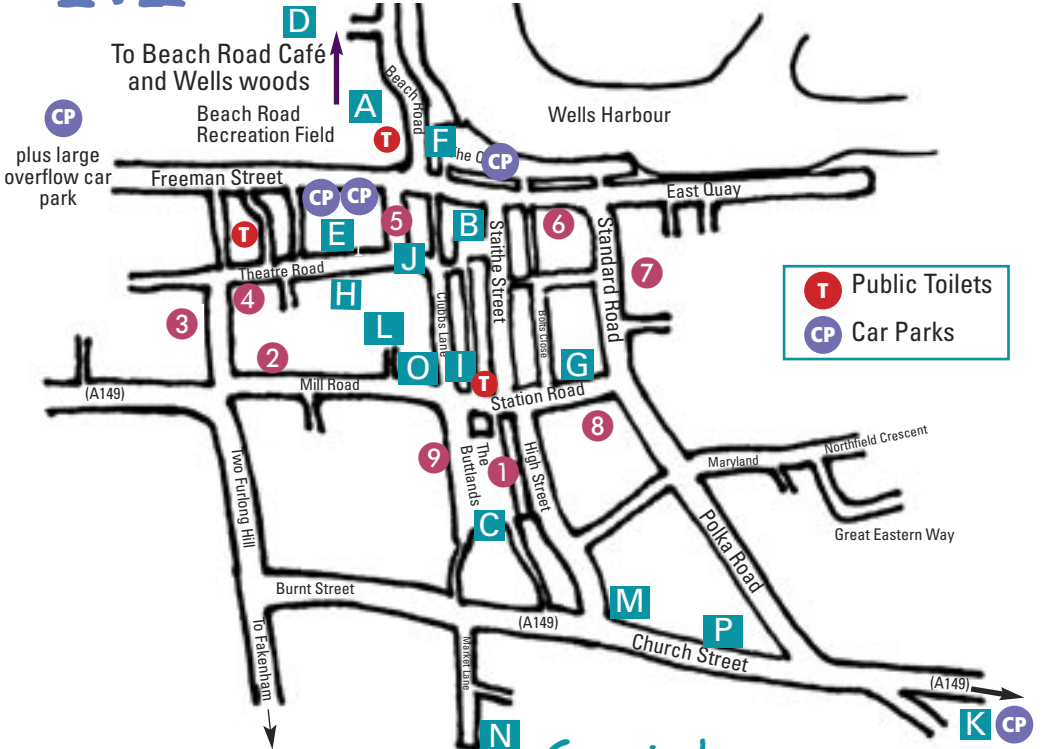 D
To Beach Road Café
and Wells woods
Beach Road
A
Beach Road
Recreation Field
Wells Harbour
CP
plus large
overflow car
park
T
F
The
CP
Freeman Street
East Quay
CP
CP
5
B
6
T
E
Staithe Street
Standard Road
J
7
Theatre Road
4
H
3
L
Chubbs Lane
Bolts Close
T Public Toilets
CP Car Parks
2
O
I
T
G
Mill Road
Station Road
(A149)
8
9
The
Buttlands
1
High Street
Maryland
Northfield Crescent
Two Furlong Hill
C
Polka Road
Great Eastern Way
Burnt Street
M
(A149)
P
Church Street
To Fakenham
Market Lane
(A149)
K
CP
N